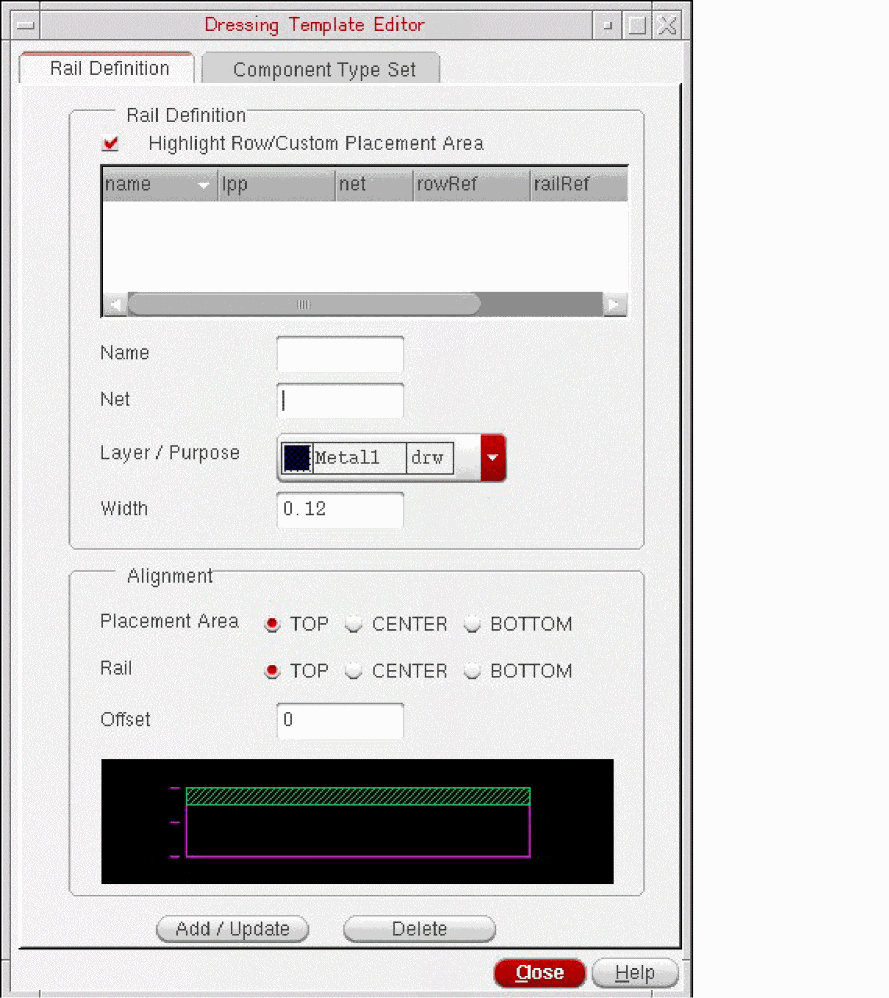 Dressing Template Editor
Rail Definition Component Type Set
Rail Definition
Highlight Row/Custom Placement Area
name lpp net rowRef railRef
Name
Net
Layer / Purpose Metal1 drw
Width 0.12
Alignment
Placement Area TOP CENTER BOTTOM
Rail TOP CENTER BOTTOM
Offset 0
Add / Update Delete
Close Help